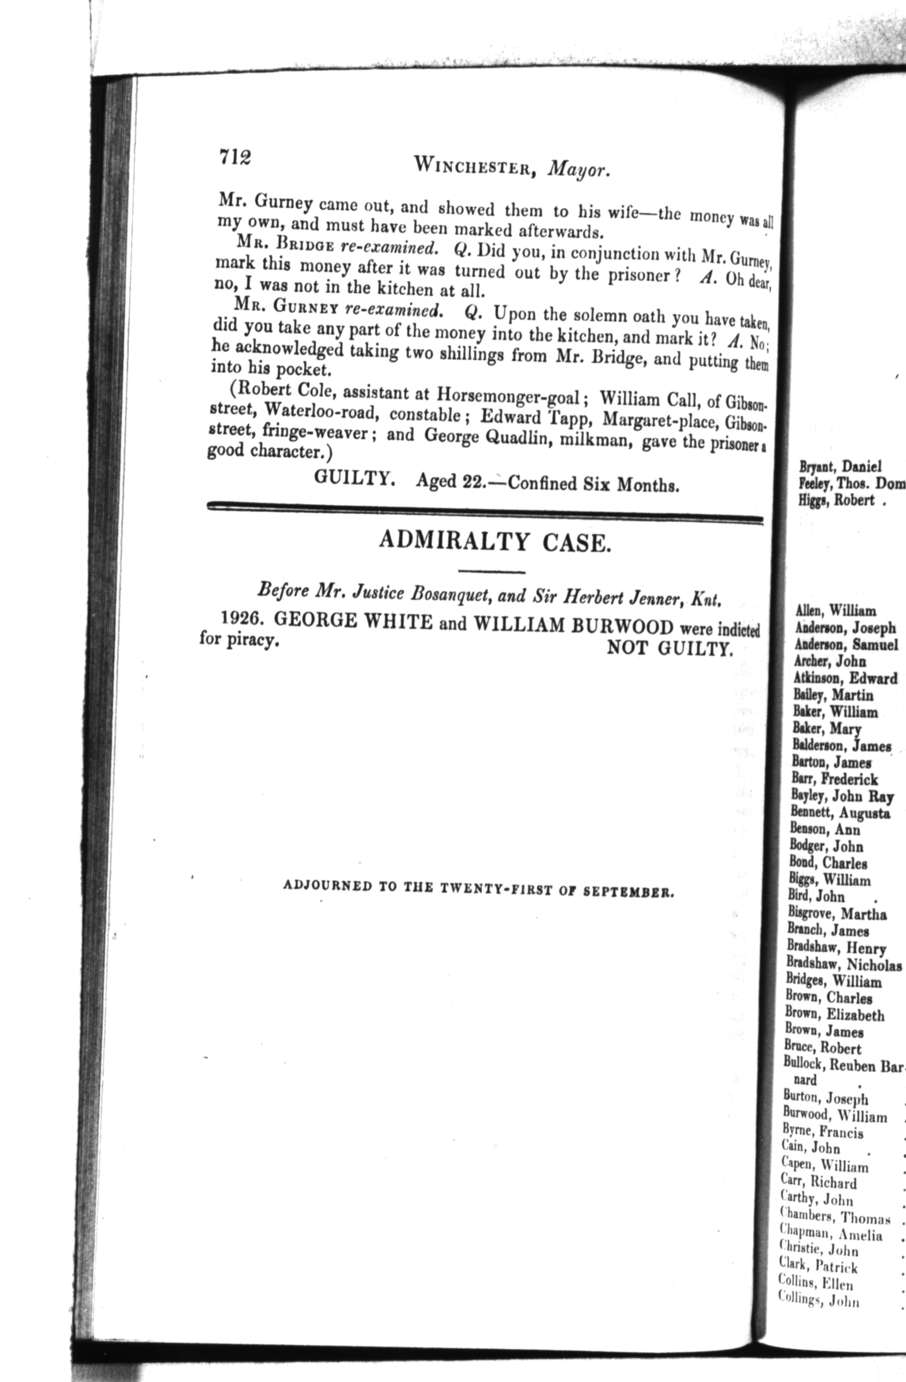 712
WINCHESTER, Mayor.
Mr. Gurney came out, and showed them to his wife—the money was all
my own, and must have been marked afterwards.
MR. BRIDGE re-examined. Q. Did you, in conjunction with Mr. Gurney,
mark this money after it was turned out by the prisoner? A. Oh dear,
no, I was not in the kitchen at all.
MR. GURNEY re-examined. Q. Upon the solemn oath you have taken,
did you take any part of the money into the kitchen, and mark it? A. No;
he acknowledged taking two shillings from Mr. Bridge, and putting them
into his pocket.
(Robert Cole, assistant at Horsemonger-goal; William Call, of Gibson-
street, Waterloo-road, constable; Edward Tapp, Margaret-place, Gibson-
street, fringe-weaver; and George Quadlin, milkman, gave the prisoner a
good character.)
GUILTY. Aged 22.—Confined Six Months.
ADMIRALTY CASE.
Before Mr. Justice Bosanquet, and Sir Herbert Jenner, Knt.
1926. GEORGE WHITE and WILLIAM BURWOOD were indicted
for piracy. NOT GUILTY.
ADJOURNED TO THE TWENTY-FIRST OF SEPTEMBER.
Bryant, Daniel
Feeley, Thos. Dom
Higgs, Robert .
Allen, William
Anderson, Joseph
Anderson, Samuel
Archer, John
Atkinson, Edward
Bailey, Martin
Baker, William
Baker, Mary
Balderson, James
Barton, James
Barr, Frederick
Bayley, John Ray
Bennett, Augusta
Benson, Ann
Bodger, John
Bond, Charles
Biggs, William
Bird, John .
Bisgrove, Martha
Branch, James
Bradshaw, Henry
Bradshaw, Nicholas
Bridges, William
Brown, Charles
Brown, Elizabeth
Brown, James
Bruce, Robert
Bullock, Reuben Bar-
nard .
Burton, Joseph .
Burwood, William .
Byrne, Francis .
Cain, John . .
Capen, William .
Carr, Richard .
Carthy, John .
Chambers, Thomas .
Chapman, Amelia .
Christie, John .
Clark, Patrick .
Collins, Ellen .
Collings, John .